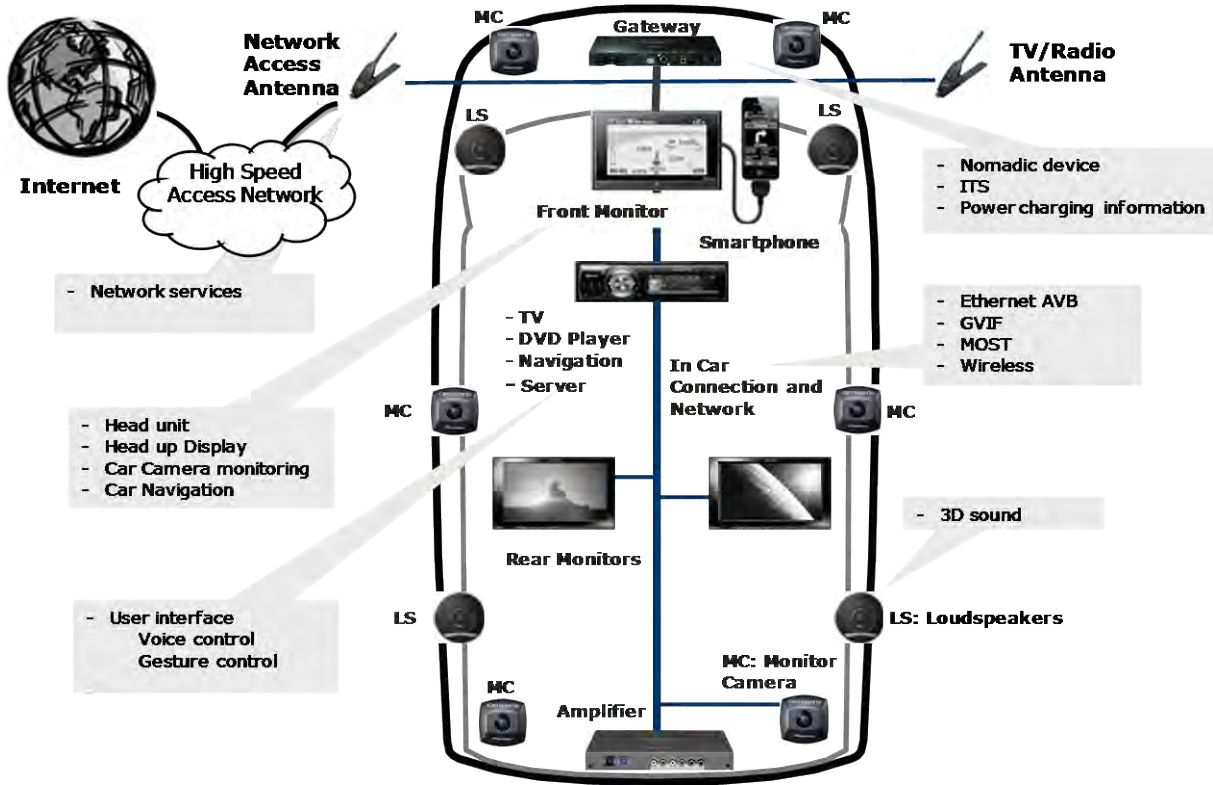 MC
Gateway
MC
Network
Access
Antenna
TV/Radio
Antenna
LS
LS
Internet
High Speed
Access Network
Front Monitor
Smartphone
- Nomadic device
- ITS
- Power charging information
- Network services
- TV
- DVD Player
- Navigation
- Server
In Car
Connection and
Network
- Ethernet AVB
- GVIF
- MOST
- Wireless
MC
MC
- Head unit
- Head up Display
- Car Camera monitoring
- Car Navigation
- 3D sound
Rear Monitors
- User interface
Voice control
Gesture control
LS
LS: Loudspeakers
MC: Monitor
Camera
MC
Amplifier